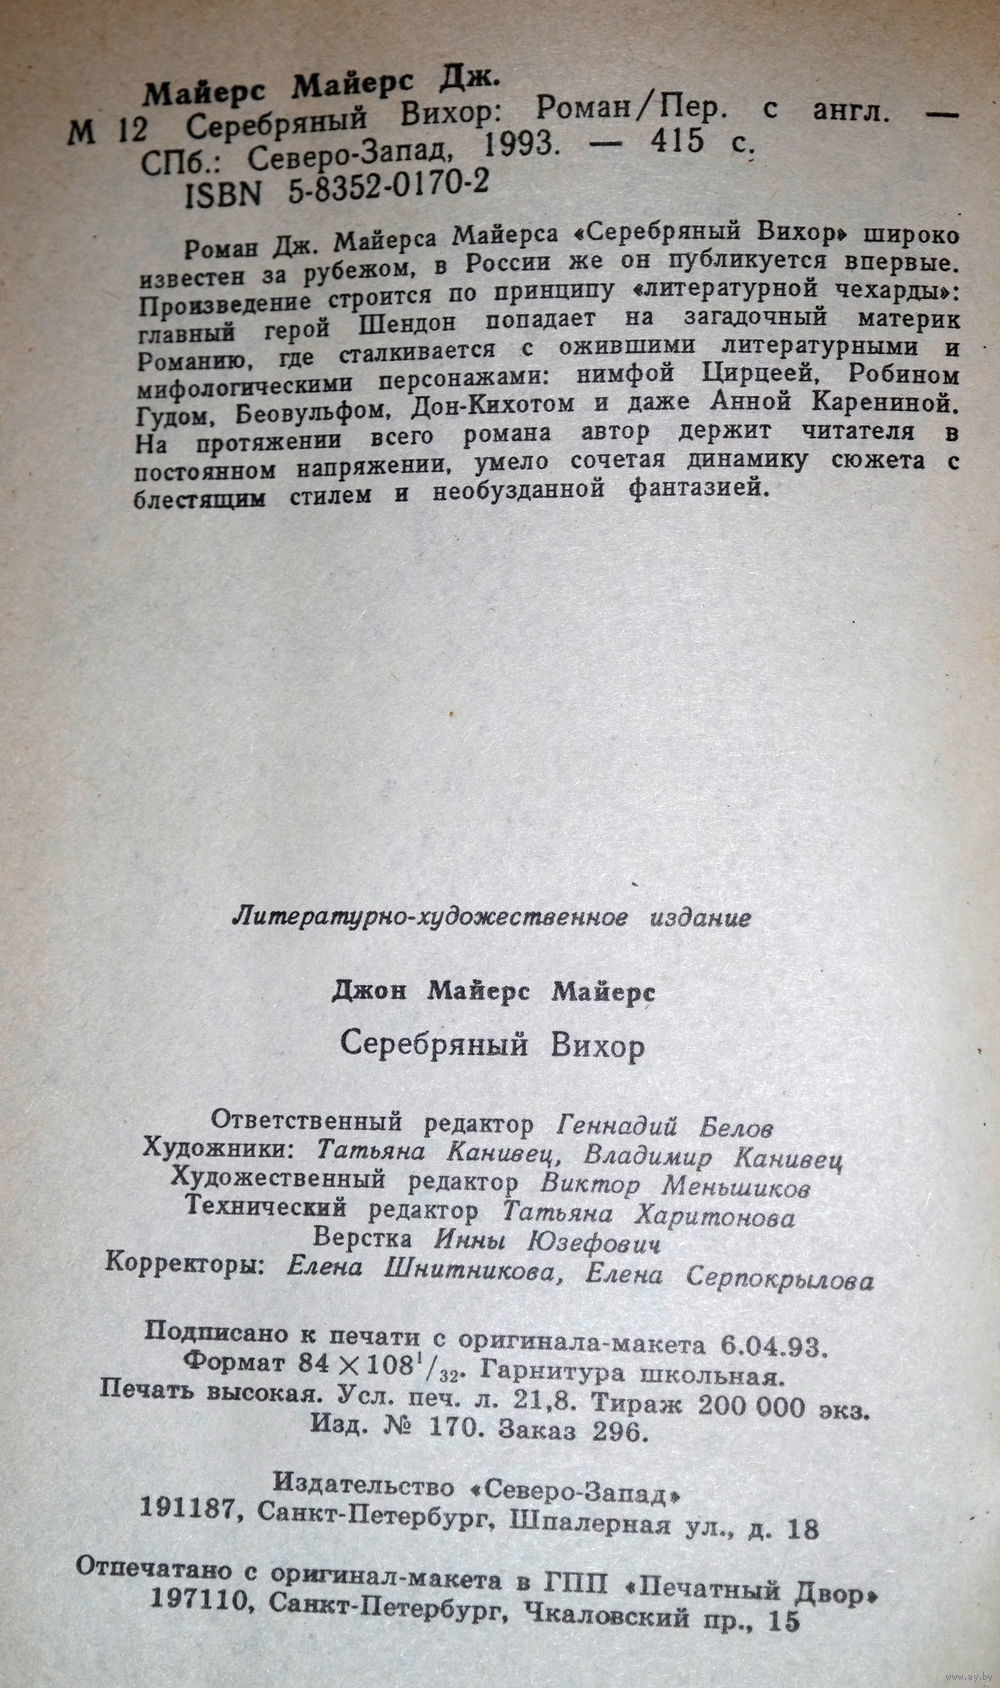 Майерс Майерс Дж.
М 12 Серебряный Вихор: Роман/Пер. с англ. —
СПб.: Северо-Запад, 1993. — 415 с.
ISBN 5-8352-0170-2
Роман Дж. Майерса Майерса «Серебряный Вихор» широко
известен за рубежом, в России же он публикуется впервые.
Произведение строится по принципу «литературной чехарды»:
главный герой Шендон попадает на загадочный материк
Романию, где сталкивается с ожившими литературными и
мифологическими персонажами: нимфой Цирцеей, Робином
Гудом, Беовульфом, Дон-Кихотом и даже Анной Карениной.
На протяжении всего романа автор держит читателя в
постоянном напряжении, умело сочетая динамику сюжета с
блестящим стилем и необузданной фантазией.
Литературно-художественное издание
Джон Майерс Майерс
Серебряный Вихор
Ответственный редактор Геннадий Белов
Художники: Татьяна Канивец, Владимир Канивец
Художественный редактор Виктор Меньшиков
Технический редактор Татьяна Харитонова
Верстка Инны Юзефович
Корректоры: Елена Шнитникова, Елена Серпокрылова
Подписано к печати с оригинала-макета 6.04.93.
Формат 84×108¹/₃₂. Гарнитура школьная.
Печать высокая. Усл. печ. л. 21,8. Тираж 200 000 экз.
Изд. № 170. Заказ 296.
Издательство «Северо-Запад»
191187, Санкт-Петербург, Шпалерная ул., д. 18
Отпечатано с оригинал-макета в ГПП «Печатный Двор»
197110, Санкт-Петербург, Чкаловский пр., 15
www.ay.by